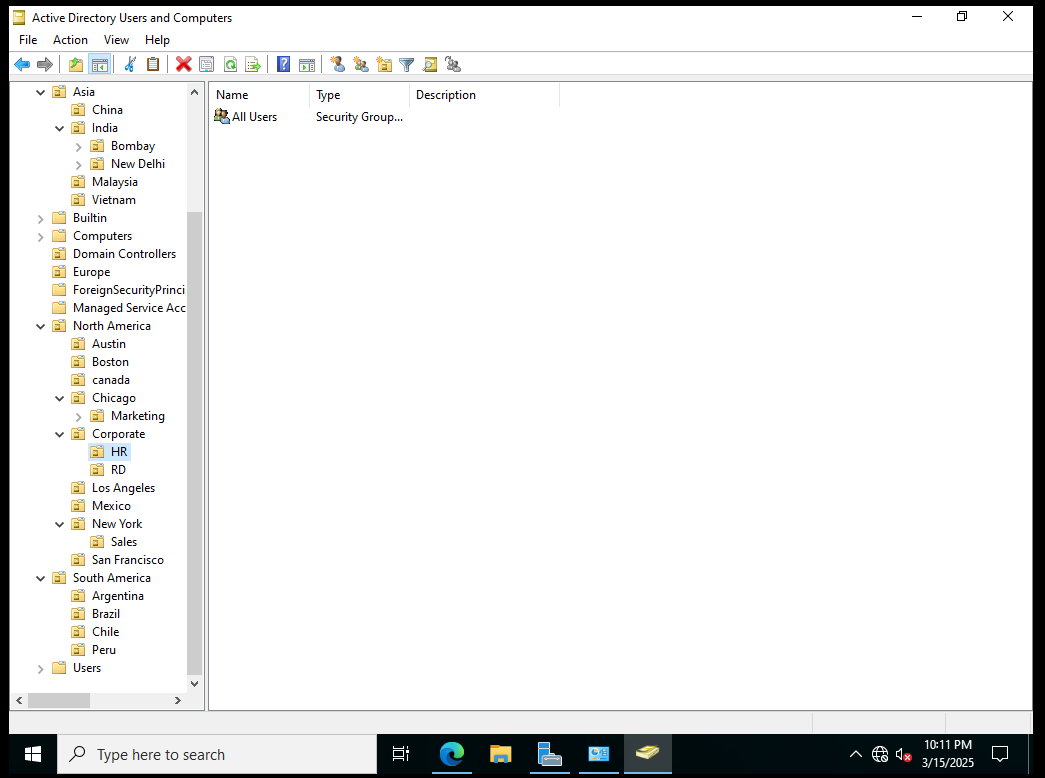 Active Directory Users and Computers
File Action View Help
Name Type Description
All Users Security Group...
Asia
China
India
Bombay
New Delhi
Malaysia
Vietnam
Builtin
Computers
Domain Controllers
Europe
ForeignSecurityPrinci
Managed Service Acc
North America
Austin
Boston
canada
Chicago
Marketing
Corporate
HR
RD
Los Angeles
Mexico
New York
Sales
San Francisco
South America
Argentina
Brazil
Chile
Peru
Users
Type here to search
10:11 PM
3/15/2025